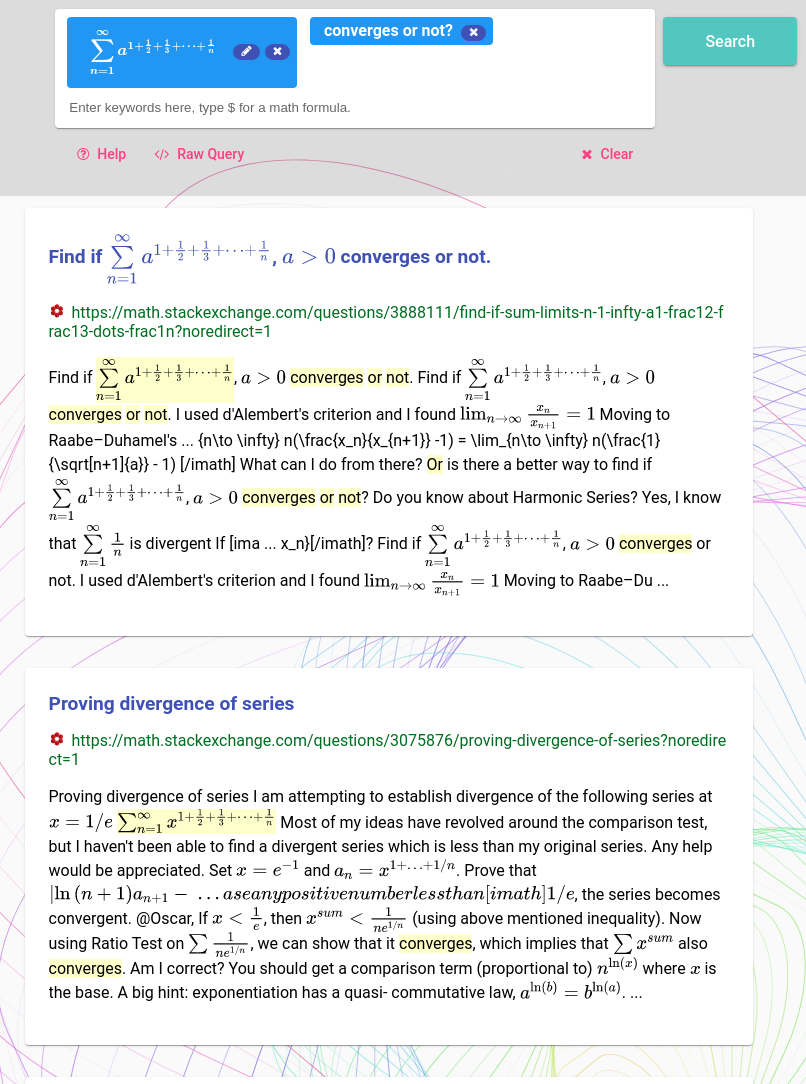 $\sum_{n=1}^{\infty} a^{1+\frac{1}{2}+\frac{1}{3}+\cdots+\frac{1}{n}}$ converges or not? Search
Enter keywords here, type $ for a math formula.
Help Raw Query Clear
Find if $\sum_{n=1}^{\infty} a^{1+\frac{1}{2}+\frac{1}{3}+\cdots+\frac{1}{n}}$, $a > 0$ converges or not.
https://math.stackexchange.com/questions/3888111/find-if-sum-limits-n-1-infty-a1-frac12-f
rac13-dots-frac1n?noredirect=1
Find if $\sum_{n=1}^{\infty} a^{1+\frac{1}{2}+\frac{1}{3}+\cdots+\frac{1}{n}}$, $a > 0$ converges or not. Find if $\sum_{n=1}^{\infty} a^{1+\frac{1}{2}+\frac{1}{3}+\cdots+\frac{1}{n}}$, $a > 0$
converges or not. I used d'Alembert's criterion and I found $\lim_{n\to\infty} \frac{x_n}{x_{n+1}} = 1$ Moving to
Raabe–Duhamel's ... {n\to \infty} n(\frac{x_n}{x_{n+1}} -1) = \lim_{n\to \infty} n(\frac{1}
{\sqrt[n+1]{a}} - 1) [/imath] What can I do from there? Or is there a better way to find if
$\sum_{n=1}^{\infty} a^{1+\frac{1}{2}+\frac{1}{3}+\cdots+\frac{1}{n}}$, $a > 0$ converges or not? Do you know about Harmonic Series? Yes, I know
that $\sum_{n=1}^{\infty} \frac{1}{n}$ is divergent If [ima ... x_n}[/imath]? Find if $\sum_{n=1}^{\infty} a^{1+\frac{1}{2}+\frac{1}{3}+\cdots+\frac{1}{n}}$, $a > 0$ converges or
not. I used d'Alembert's criterion and I found $\lim_{n\to\infty} \frac{x_n}{x_{n+1}} = 1$ Moving to Raabe–Du ...
Proving divergence of series
https://math.stackexchange.com/questions/3075876/proving-divergence-of-series?noredire
ct=1
Proving divergence of series I am attempting to establish divergence of the following series at
$x = 1/e$ $\sum_{n=1}^{\infty} x^{1+\frac{1}{2}+\frac{1}{3}+\cdots+\frac{1}{n}}$ Most of my ideas have revolved around the comparison test,
but I haven't been able to find a divergent series which is less than my original series. Any help
would be appreciated. Set $x = e^{-1}$ and $a_n = x^{1+\ldots+1/n}$. Prove that
$|\ln(n+1)a_{n+1} - \ldots aseanypositivenumberlessthan[imath]1/e$, the series becomes
convergent. @Oscar, If $x < \frac{1}{e}$, then $x^{sum} < \frac{1}{ne^{1/n}}$ (using above mentioned inequality). Now
using Ratio Test on $\sum \frac{1}{ne^{1/n}}$, we can show that it converges, which implies that $\sum x^{sum}$ also
converges. Am I correct? You should get a comparison term (proportional to) $n^{\ln(x)}$ where $x$ is
the base. A big hint: exponentiation has a quasi- commutative law, $a^{\ln(b)} = b^{\ln(a)}$. ...